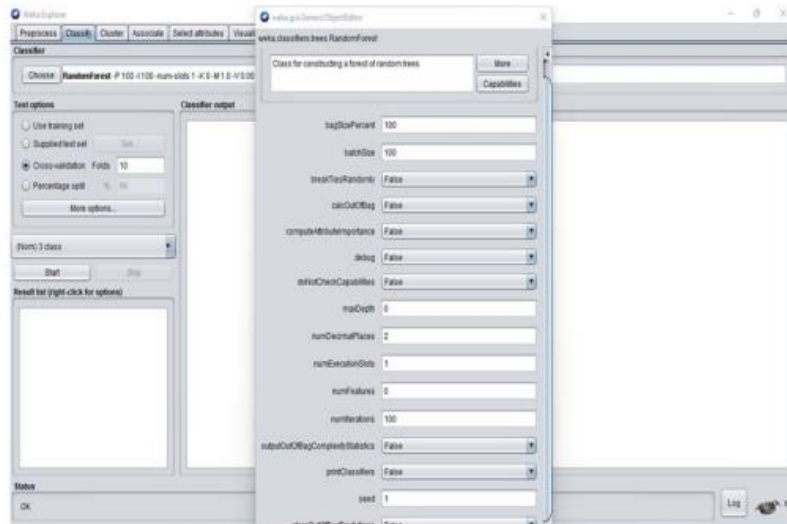 Weka Explorer
Preprocess Classify Cluster Associate Select attributes
Classifier
Choose RandomForest -P 100 -I 100 -num-slots 1 -K 0 -M 1.0 -V 0.00
Test options
Use training set
Supplied test set Set...
Cross-validation Folds 10
Percentage split %
More options...
(Nom) 3 class
Start Stop
Result list (right-click for options)
Status
OK
Classifier output
weka.gui.GenericObjectEditor
weka.classifiers.trees.RandomForest
Class for constructing a forest of random trees.
More
Capabilities
bagSizePercent 100
batchSize 100
breakTiesRandomly False
calcOutOfBag False
computeAttributeImportance False
debug False
doNotCheckCapabilities False
maxDepth 0
numDecimalPlaces 2
numExecutionSlots 1
numFeatures 0
numIterations 100
outputOutOfBagComplexityStatistics False
printClassifiers False
seed 1
Log